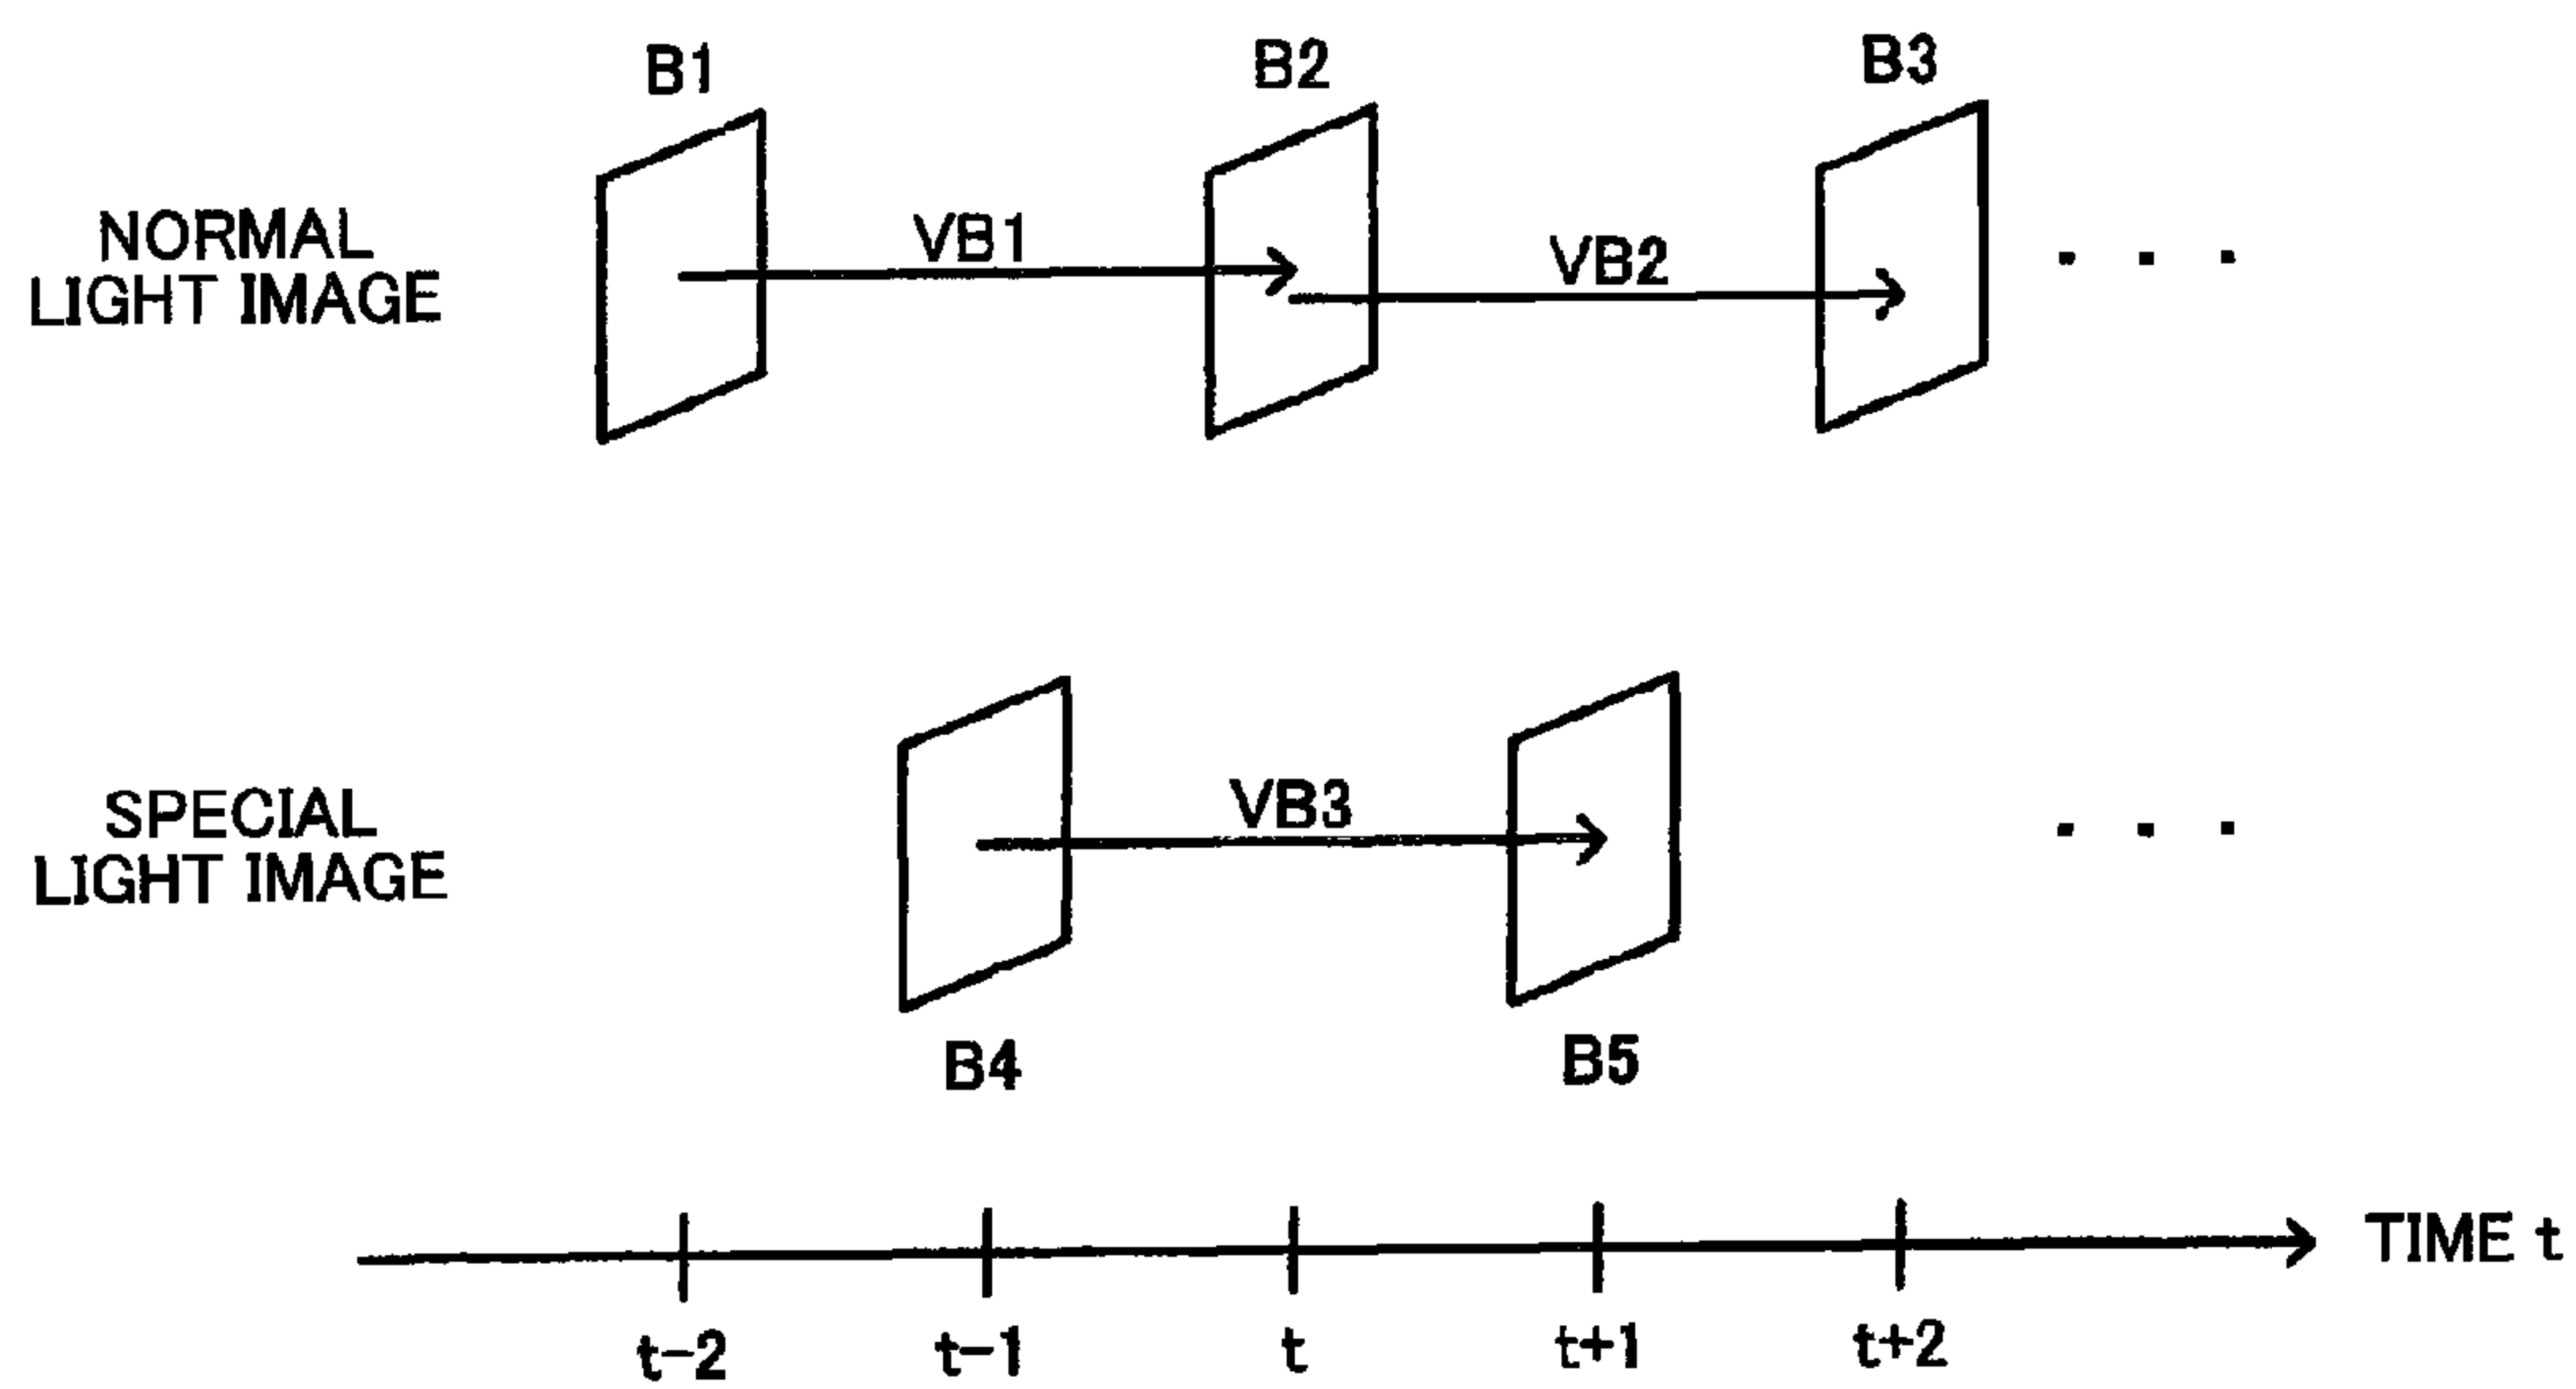 B1
B2
B3
NORMAL
LIGHT IMAGE
VB1
VB2
. . .
SPECIAL
LIGHT IMAGE
VB3
. . .
B4
B5
TIME t
t-2
t-1
t
t+1
t+2